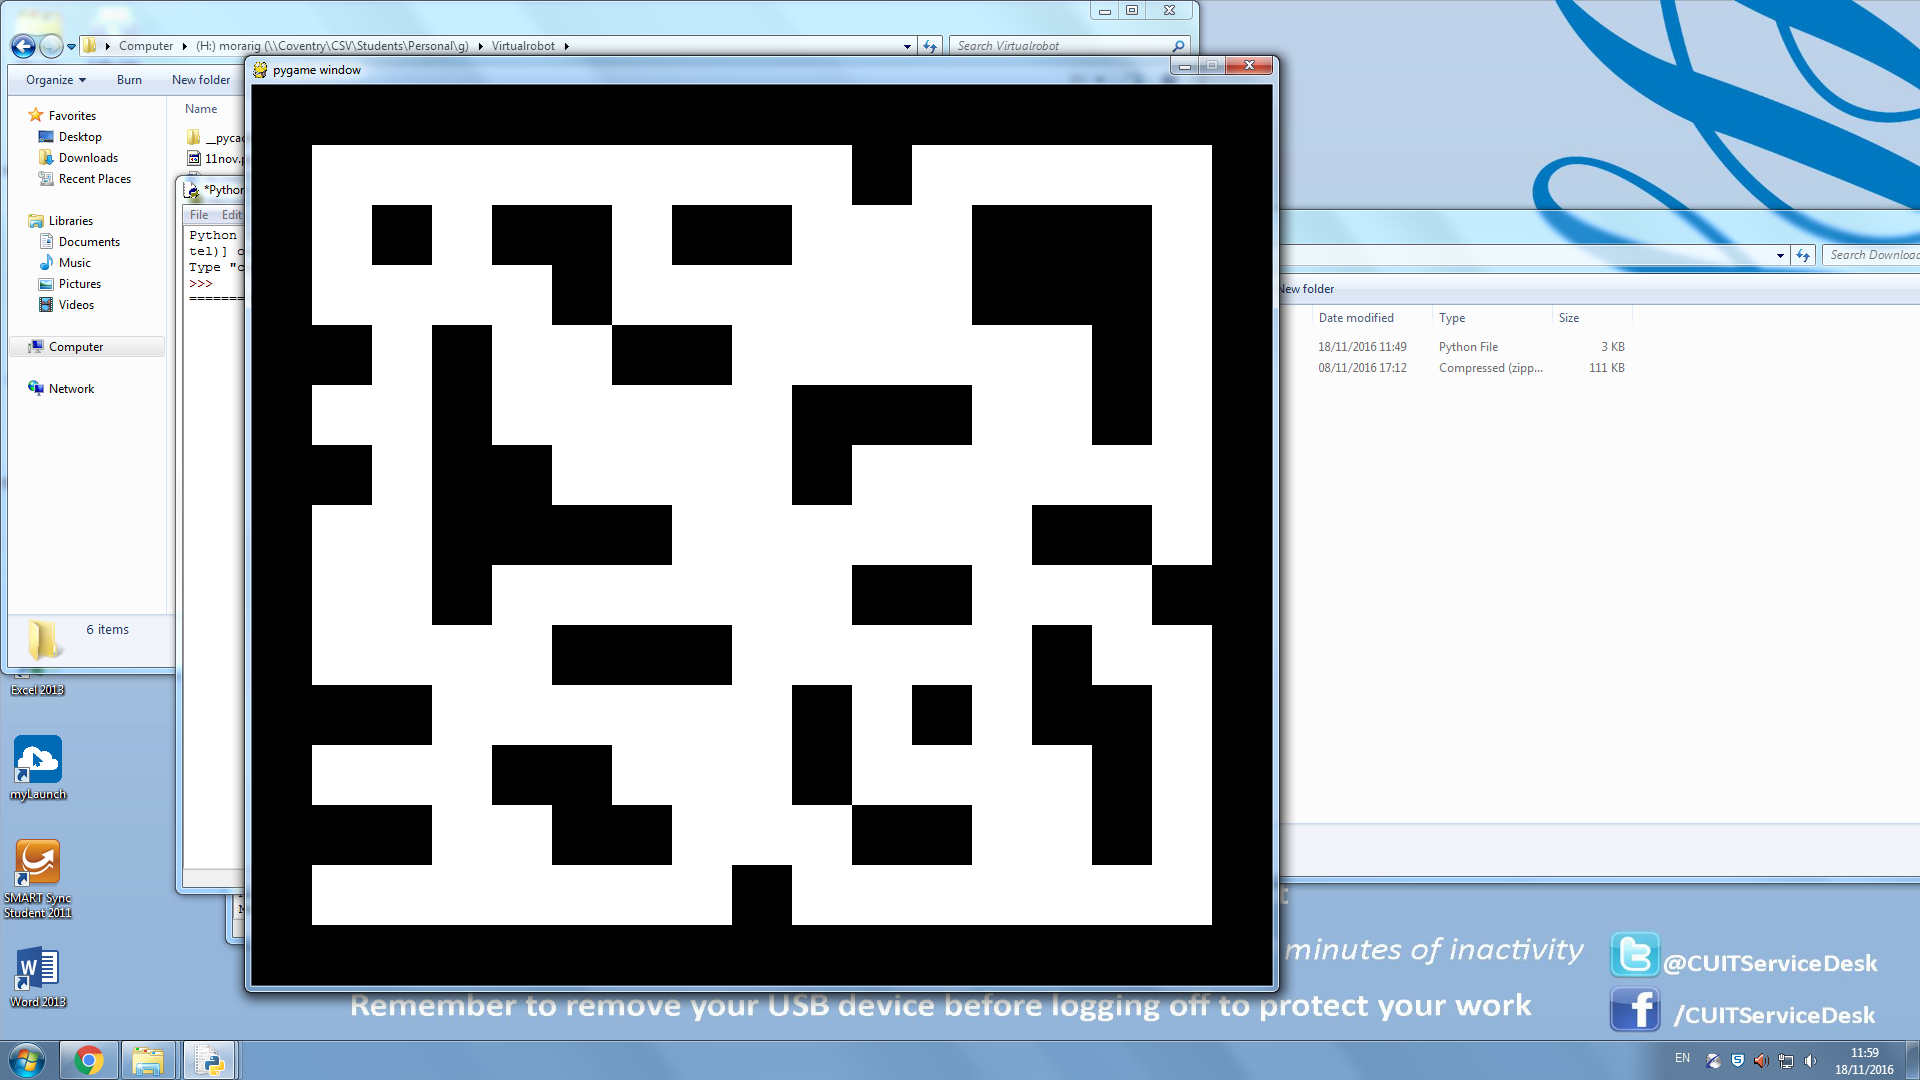 Computer
(H:) morarig (\\Coventry\CSV\Students\Personal\g)
Virtualrobot
Search Virtualrobot
Organize
Burn
New folder
pygame window
Favorites
Desktop
Downloads
Recent Places
Libraries
Documents
Music
Pictures
Videos
Computer
Network
6 items
Name
11nov.
File
Edit
Python
Type
>>>
=======
Search
New folder
Date modified
Type
Size
18/11/2016 11:49
Python File
3 KB
08/11/2016 17:12
Compressed (zipp...
111 KB
Excel 2013
myLaunch
SMART Sync
Student 2011
Word 2013
minutes of inactivity
Remember to remove your USB device before logging off to protect your work
@CUITServiceDesk
/CUITServiceDesk
EN
11:59
18/11/2016